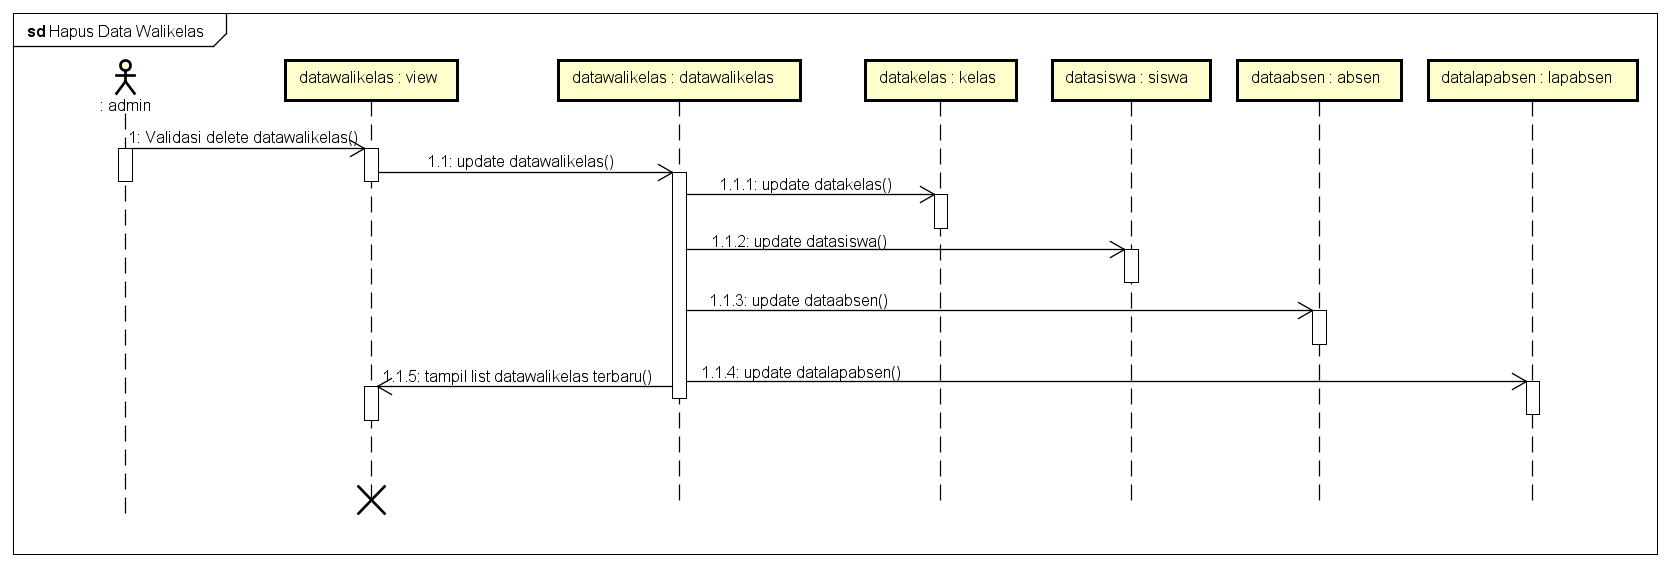 sd Hapus Data Walikelas
: admin
datawalikelas : view
datawalikelas : datawalikelas
datakelas : kelas
datasiswa : siswa
dataabsen : absen
datalapabsen : lapabsen
1: Validasi delete datawalikelas()
1.1: update datawalikelas()
1.1.1: update datakelas()
1.1.2: update datasiswa()
1.1.3: update dataabsen()
1.1.4: update datalapabsen()
1.1.5: tampil list datawalikelas terbaru()